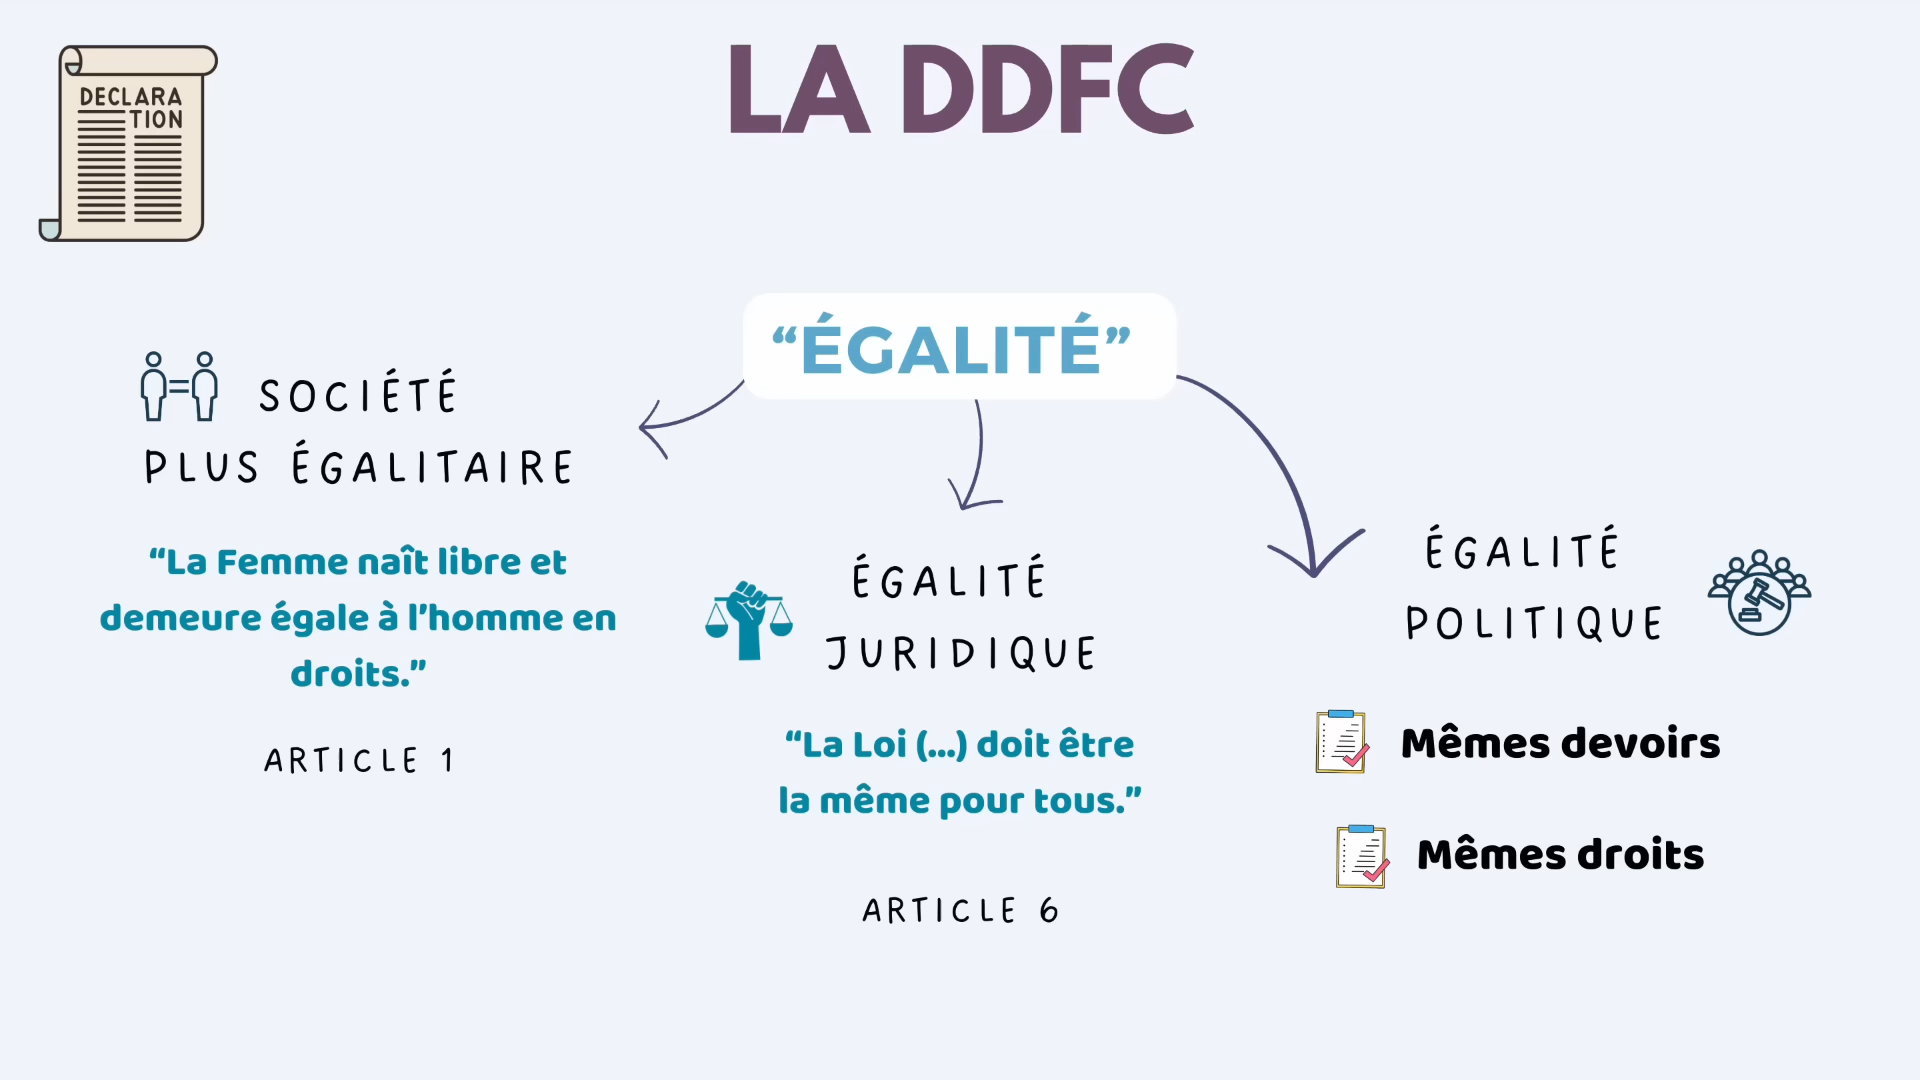 DECLARA
TION
LA DDFC
“ÉGALITÉ”
SOCIÉTÉ
PLUS ÉGALITAIRE
“La Femme naît libre et
demeure égale à l’homme en
droits.”
ARTICLE 1
ÉGALITÉ
JURIDIQUE
“La Loi (...) doit être
la même pour tous.”
ARTICLE 6
ÉGALITÉ
POLITIQUE
Mêmes devoirs
Mêmes droits